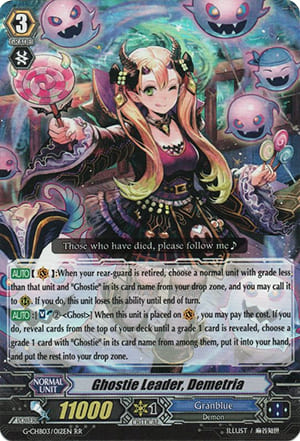 3
Those who have died, please follow me♪
AUTO [ ]:When your rear-guard is retired, choose a normal unit with grade less
than that unit and "Ghostie" in its card name from your drop zone, and you may call it
to . If you do, this unit loses this ability until end of turn.
AUTO : [ 2-<Ghost>] When this unit is placed on , you may pay the cost. If you
do, reveal cards from the top of your deck until a grade 1 card is revealed, choose a
grade 1 card with "Ghostie" in its card name from among them, put it into your hand,
and put the rest into your drop zone.
NORMAL
UNIT
Ghostie Leader, Demetria
11000
1
CRITICAL
Granblue
Demon
G-CHB03/012EN RR
ILLUST /